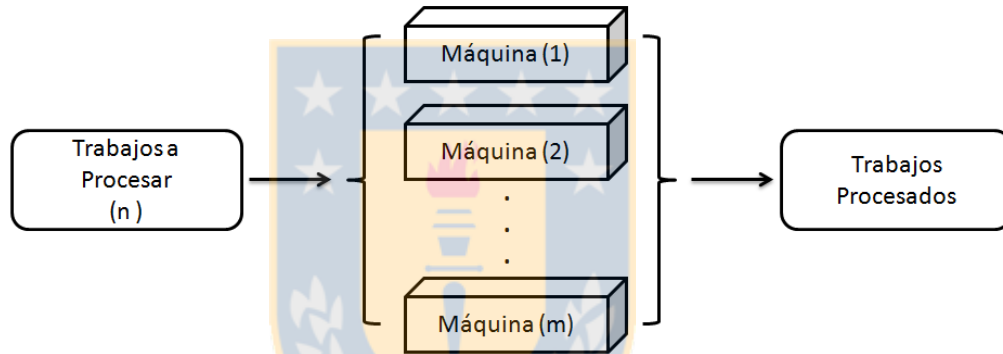 Trabajos a
Procesar
(n )
Máquina (1)
Máquina (2)
.
.
.
Máquina (m)
Trabajos
Procesados